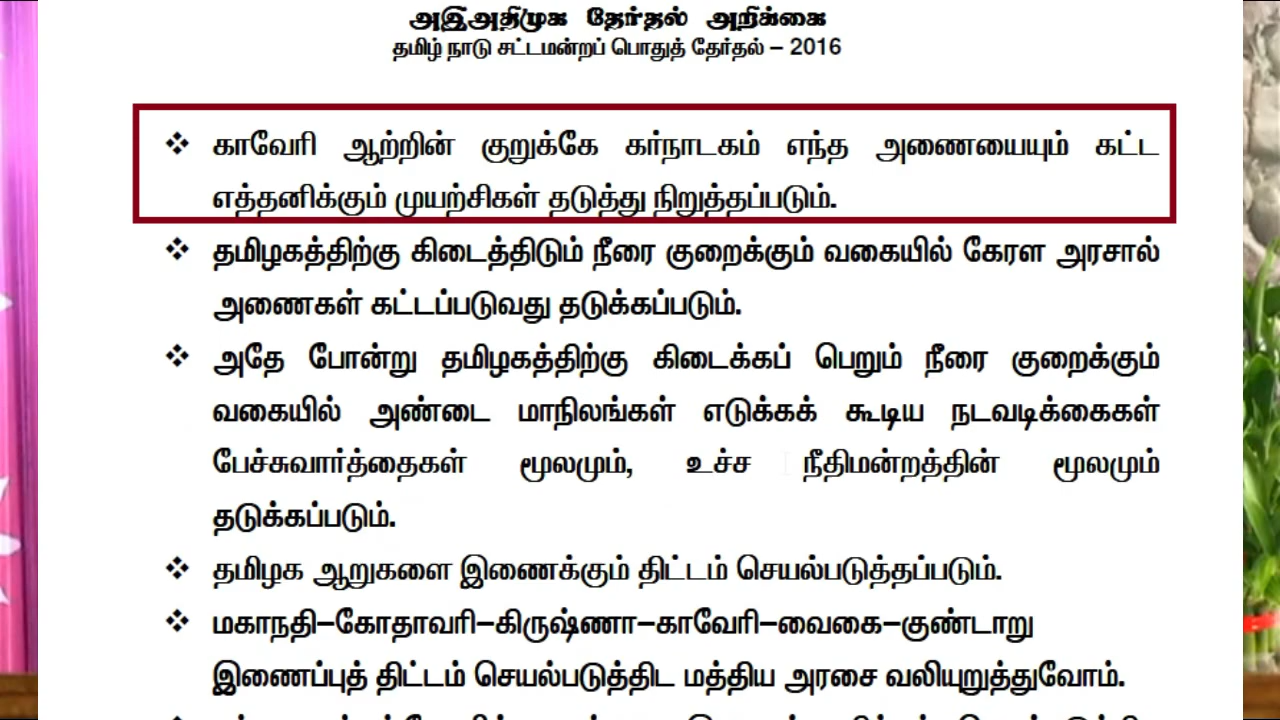 அஇஅதிமுக தேர்தல் அறிக்கை
தமிழ் நாடு சட்டமன்றப் பொதுத் தேர்தல் – 2016
❖ காவேரி ஆற்றின் குறுக்கே கர்நாடகம் எந்த அணையையும் கட்ட
எத்தனிக்கும் முயற்சிகள் தடுத்து நிறுத்தப்படும்.
❖ தமிழகத்திற்கு கிடைத்திடும் நீரை குறைக்கும் வகையில் கேரள அரசால்
அணைகள் கட்டப்படுவது தடுக்கப்படும்.
❖ அதே போன்று தமிழகத்திற்கு கிடைக்கப் பெறும் நீரை குறைக்கும்
வகையில் அண்டை மாநிலங்கள் எடுக்கக் கூடிய நடவடிக்கைகள்
பேச்சுவார்த்தைகள் மூலமும், உச்ச நீதிமன்றத்தின் மூலமும்
தடுக்கப்படும்.
❖ தமிழக ஆறுகளை இணைக்கும் திட்டம் செயல்படுத்தப்படும்.
❖ மகாநதி–கோதாவரி–கிருஷ்ணா–காவேரி–வைகை–குண்டாறு
இணைப்புத் திட்டம் செயல்படுத்திட மத்திய அரசை வலியுறுத்துவோம்.